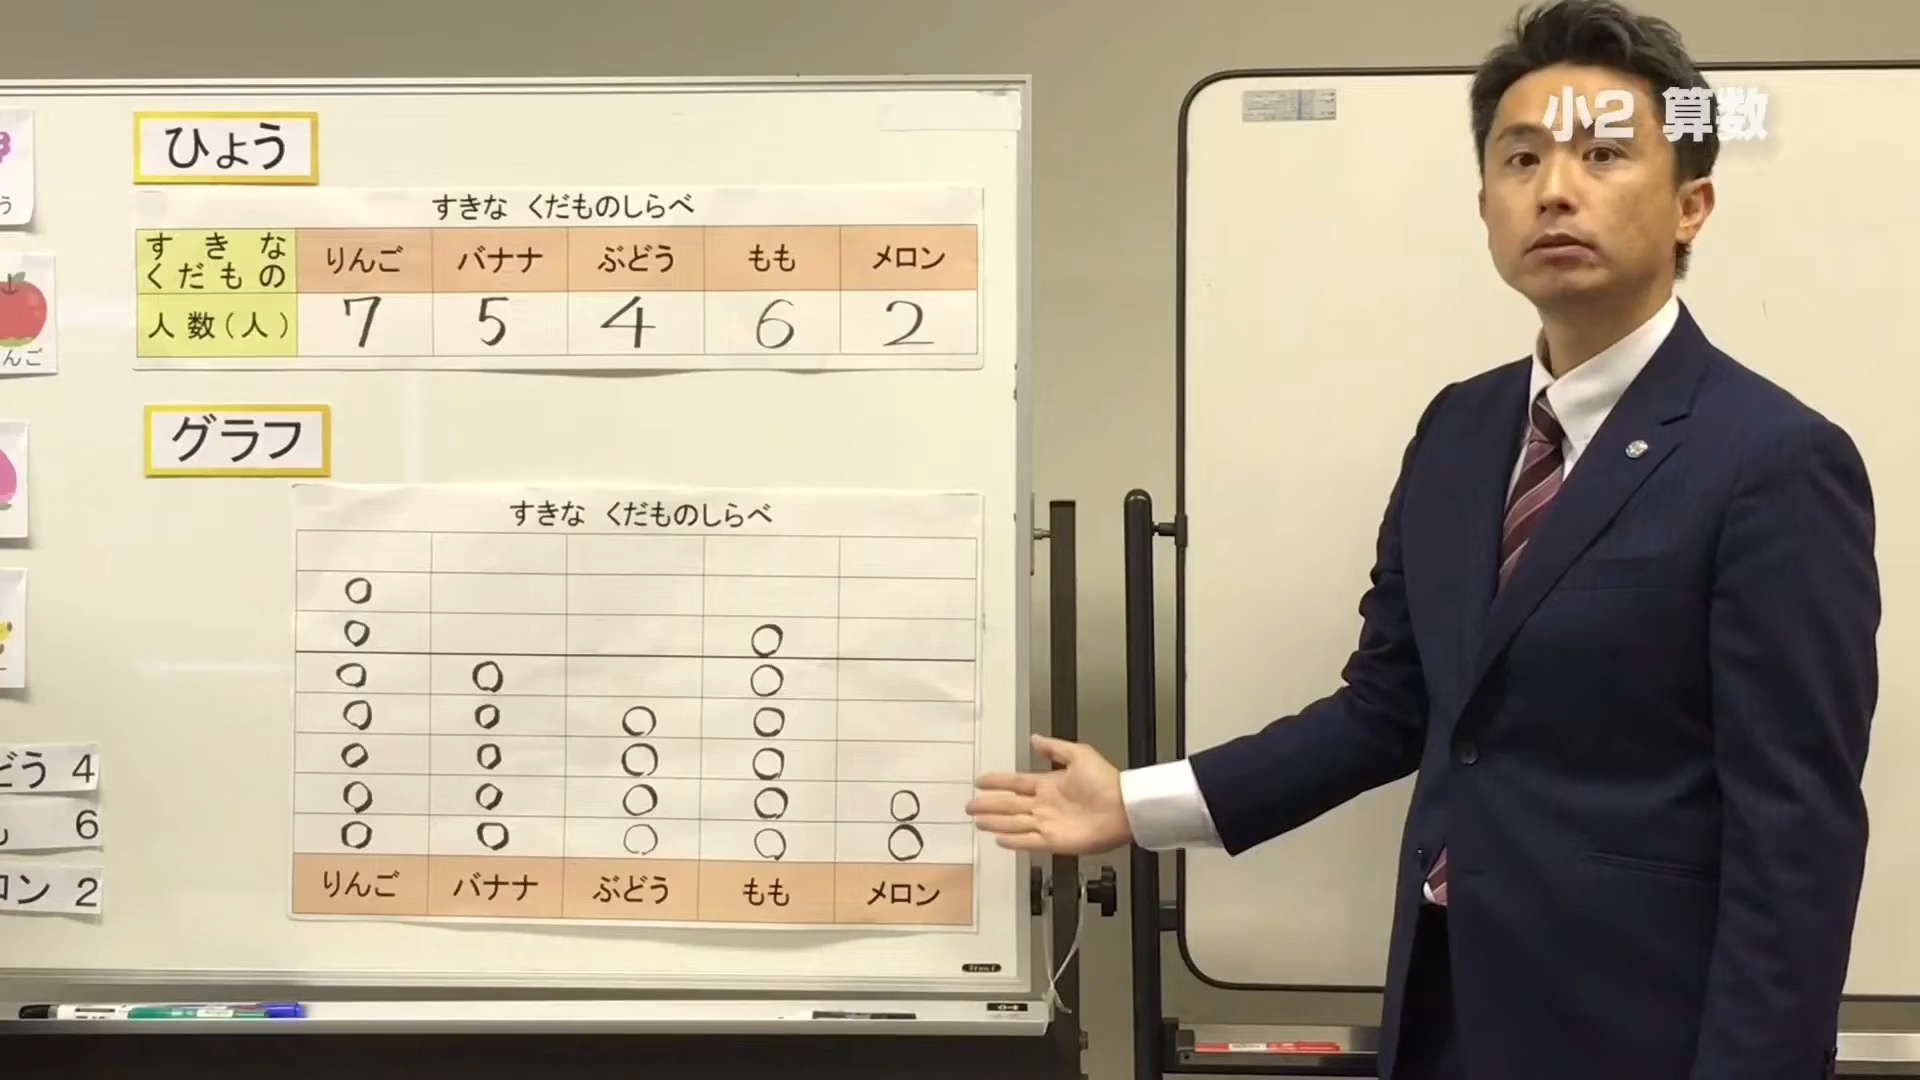 小2 算数
ひょう
すきな くだものしらべ
すきな くだもの りんご バナナ ぶどう もも メロン
人数(人) 7 5 4 6 2
グラフ
すきな くだものしらべ
りんご バナナ ぶどう もも メロン
う
んご
どう 4
6
ロン 2